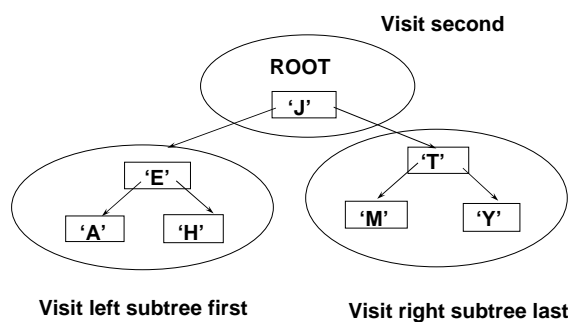 Visit second
ROOT
‘J’
‘E’
‘T’
‘A’
‘H’
‘M’
‘Y’
Visit left subtree first
Visit right subtree last